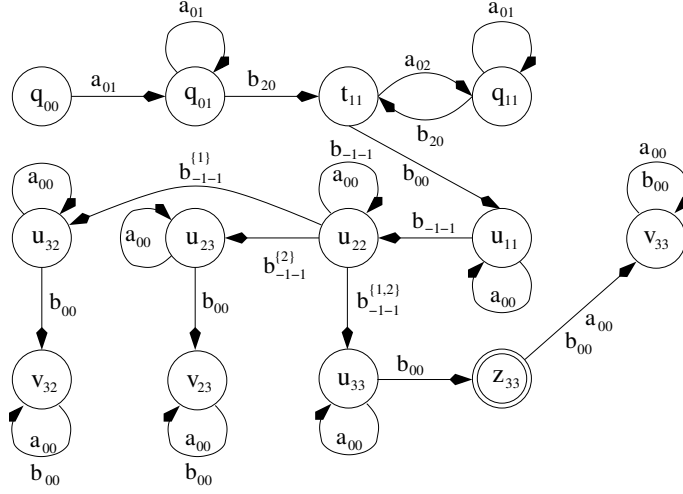 a₀₁ a₀₁
q₀₀ a₀₁ q₀₁ b₂₀ t₁₁ a₀₂ q₁₁
b₂₀
b₋₁₋₁^{1} b₋₁₋₁ b₀₀ a₀₀
a₀₀ a₀₀ b₀₀
u₃₂ a₀₀ u₂₃ b₋₁₋₁^{2} u₂₂ b₋₁₋₁ u₁₁ v₃₃
b₀₀ b₀₀ b₋₁₋₁^{1,2} a₀₀ a₀₀
b₀₀
v₃₂ v₂₃ u₃₃ b₀₀ z₃₃
a₀₀ a₀₀ a₀₀
b₀₀ b₀₀